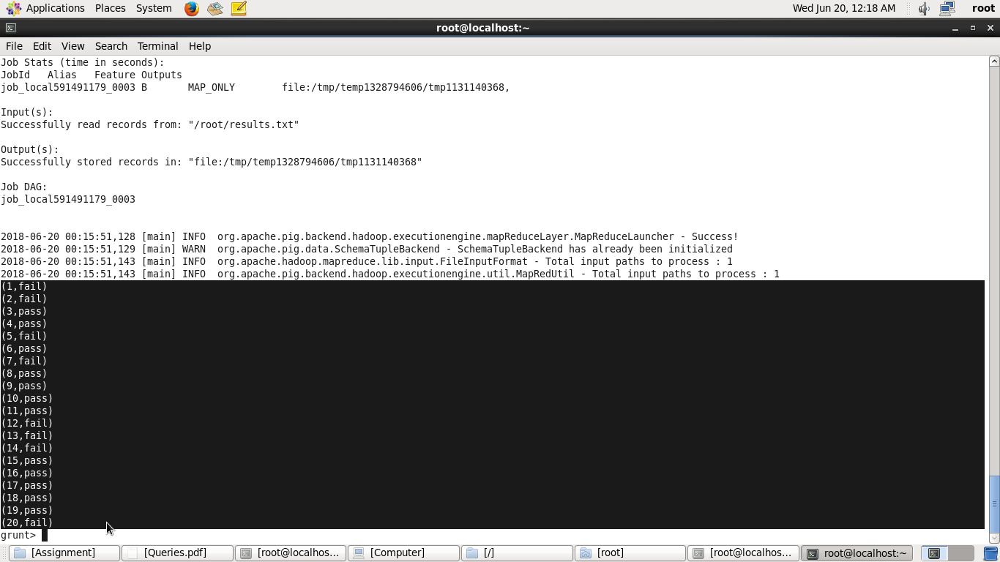 Applications Places System Wed Jun 20, 12:18 AM root
root@localhost:~
File Edit View Search Terminal Help
Job Stats (time in seconds):
JobId Alias Feature Outputs
job_local591491179_0003 B MAP_ONLY file:/tmp/temp1328794606/tmp1131140368,
Input(s):
Successfully read records from: "/root/results.txt"
Output(s):
Successfully stored records in: "file:/tmp/temp1328794606/tmp1131140368"
Job DAG:
job_local591491179_0003
2018-06-20 00:15:51,128 [main] INFO org.apache.pig.backend.hadoop.executionengine.mapReduceLayer.MapReduceLauncher - Success!
2018-06-20 00:15:51,129 [main] WARN org.apache.pig.data.SchemaTupleBackend - SchemaTupleBackend has already been initialized
2018-06-20 00:15:51,143 [main] INFO org.apache.hadoop.mapreduce.lib.input.FileInputFormat - Total input paths to process : 1
2018-06-20 00:15:51,143 [main] INFO org.apache.pig.backend.hadoop.executionengine.util.MapRedUtil - Total input paths to process : 1
(1,fail)
(2,fail)
(3,pass)
(4,pass)
(5,fail)
(6,pass)
(7,fail)
(8,pass)
(9,pass)
(10,pass)
(11,pass)
(12,fail)
(13,fail)
(14,fail)
(15,pass)
(16,pass)
(17,pass)
(18,pass)
(19,pass)
(20,fail)
grunt>
[Assignment] [Queries.pdf] [root@localhos... [Computer] [/] [root] [root@localhos... root@localhost:~